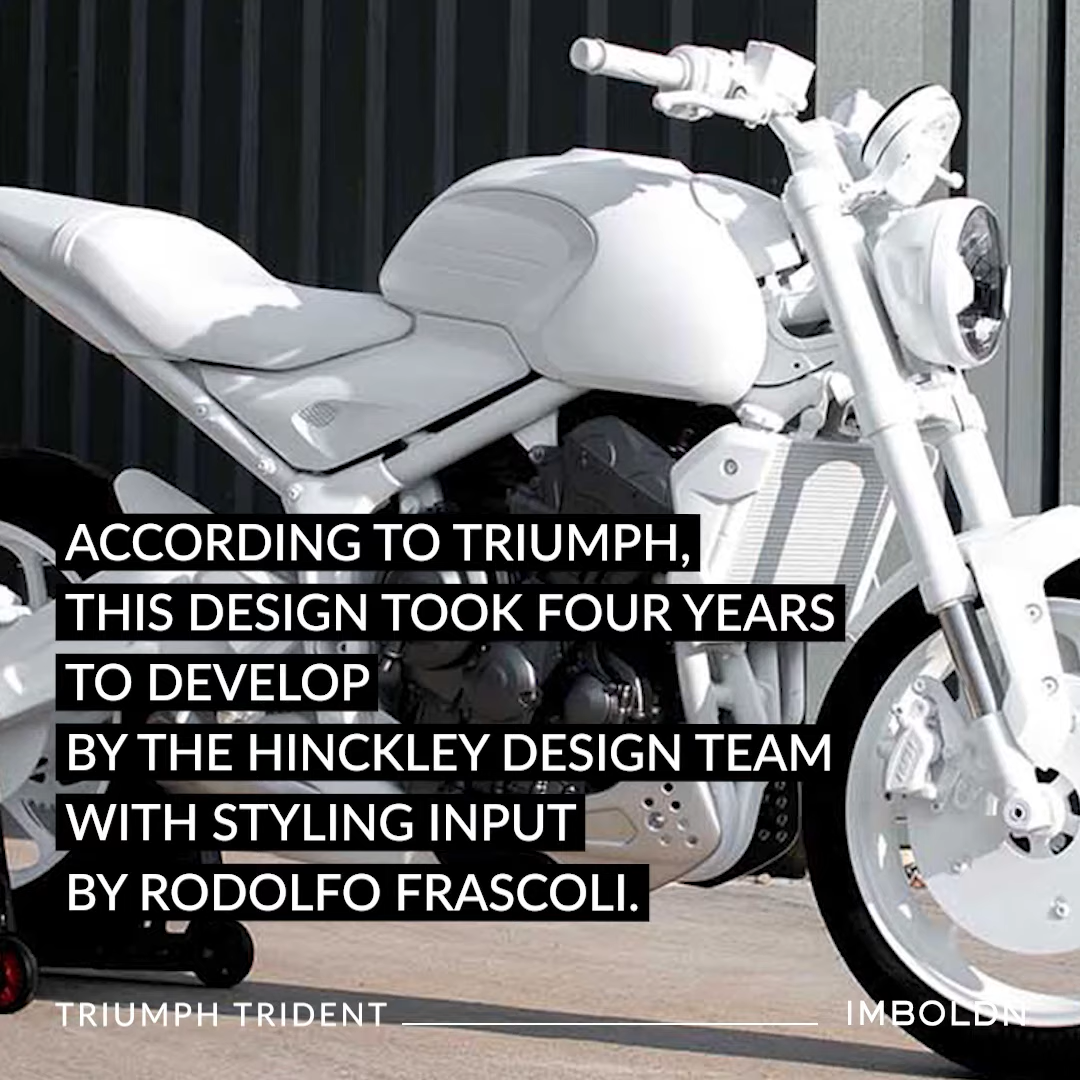 ACCORDING TO TRIUMPH,
THIS DESIGN TOOK FOUR YEARS
TO DEVELOP
BY THE HINCKLEY DESIGN TEAM
WITH STYLING INPUT
BY RODOLFO FRASCOLI.
TRIUMPH TRIDENT IMBOLDN